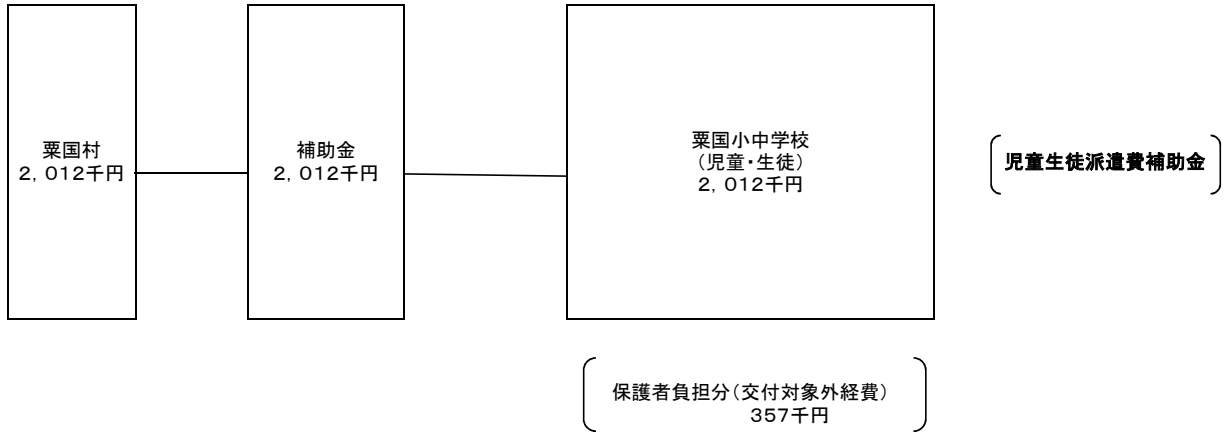 粟国村
2，012千円
補助金
2，012千円
粟国小中学校
（児童・生徒）
2，012千円
児童生徒派遣費補助金
保護者負担分（交付対象外経費）
357千円